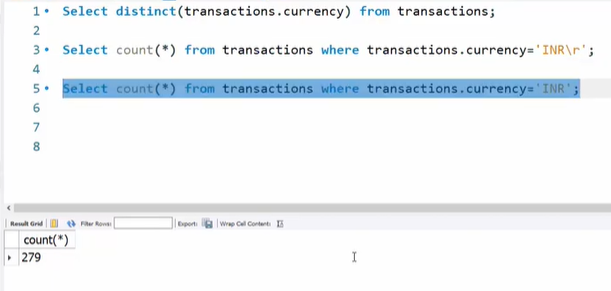 1 Select distinct(transactions.currency) from transactions;
2
3 Select count(*) from transactions where transactions.currency='INR\r';
4
5 Select count(*) from transactions where transactions.currency='INR';
6
7
8
Result Grid Filter Rows: Export: Wrap Cell Content:
count(*)
279